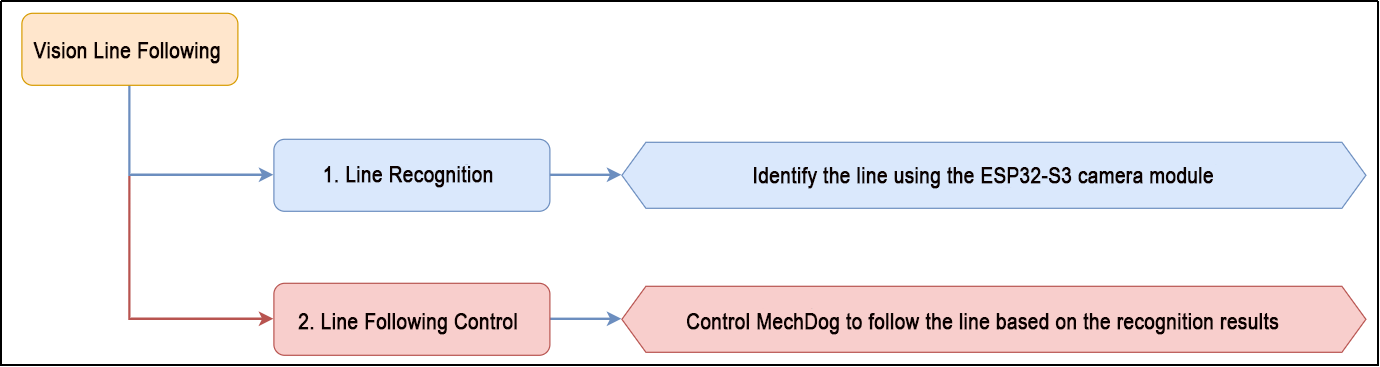 Vision Line Following
1. Line Recognition
Identify the line using the ESP32-S3 camera module
2. Line Following Control
Control MechDog to follow the line based on the recognition results